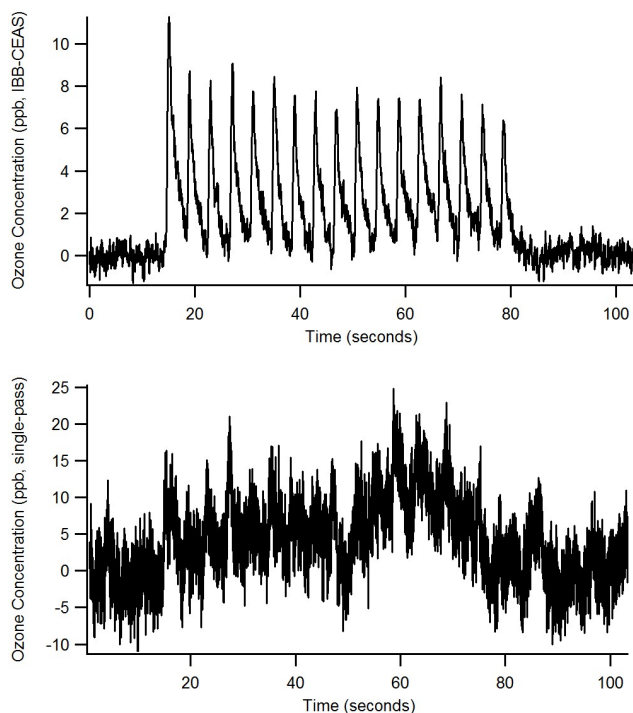 Ozone Concentration (ppb, IBB-CEAS)
10
8
6
4
2
0
0 20 40 60 80 100
Time (seconds)
Ozone Concentration (ppb, single-pass)
25
20
15
10
5
0
-5
-10
20 40 60 80 100
Time (seconds)